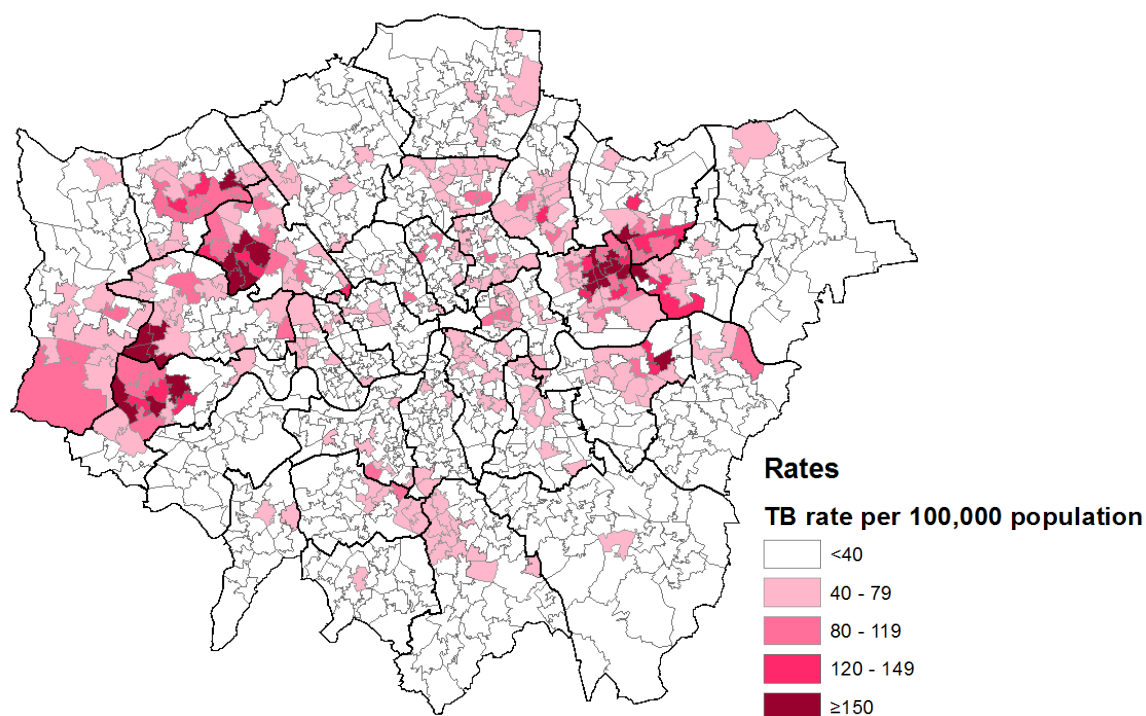 Rates
TB rate per 100,000 population
<40
40 - 79
80 - 119
120 - 149
≥150